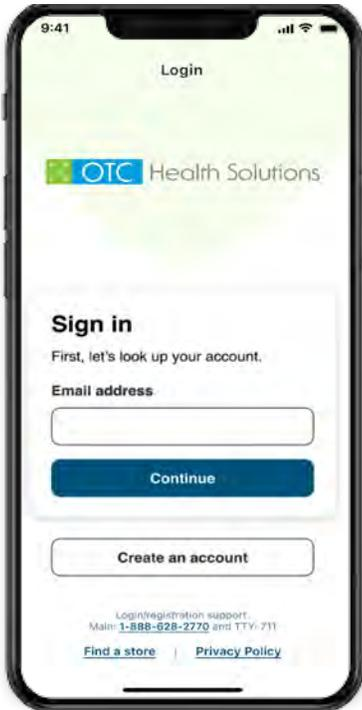 9:41
Login
OTC Health Solutions
Sign in
First, let's look up your account.
Email address
Continue
Create an account
Login/registration support
Main: 1-888-628-2770 and TTY: 711
Find a store | Privacy Policy